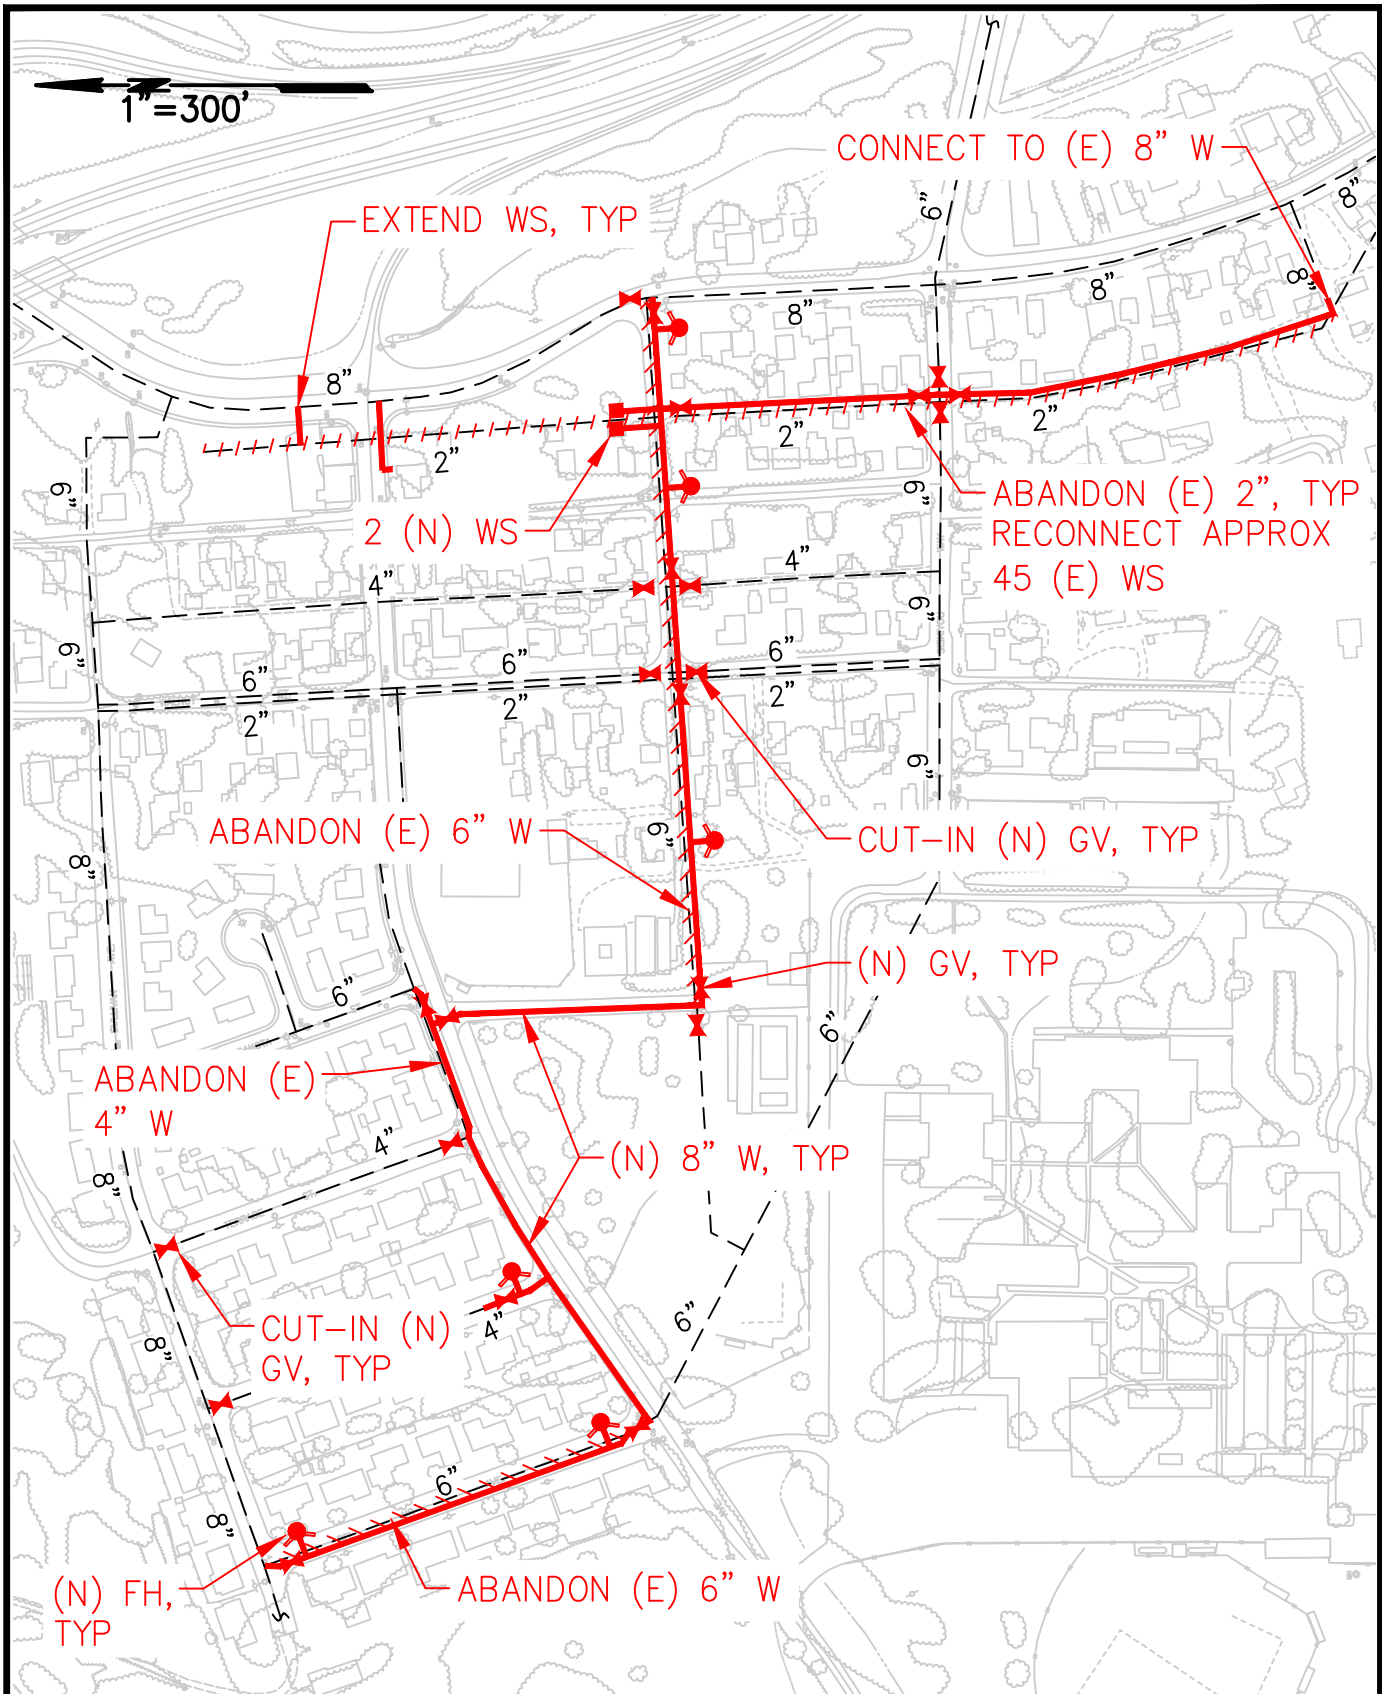 1"=300'
CONNECT TO (E) 8" W
EXTEND WS, TYP
6"
8"
8"
8"
8"
8"
2"
2"
2"
6"
6"
ABANDON (E) 2", TYP
RECONNECT APPROX
45 (E) WS
OREGON ST
2 (N) WS
4"
4"
6"
6"
6"
6"
6"
2"
2"
2"
6"
ABANDON (E) 6" W
6"
CUT-IN (N) GV, TYP
8"
(N) GV, TYP
6"
6"
ABANDON (E)
4" W
4"
(N) 8" W, TYP
8"
CUT-IN (N)
GV, TYP
4"
6"
8"
6"
8"
(N) FH,
TYP
ABANDON (E) 6" W